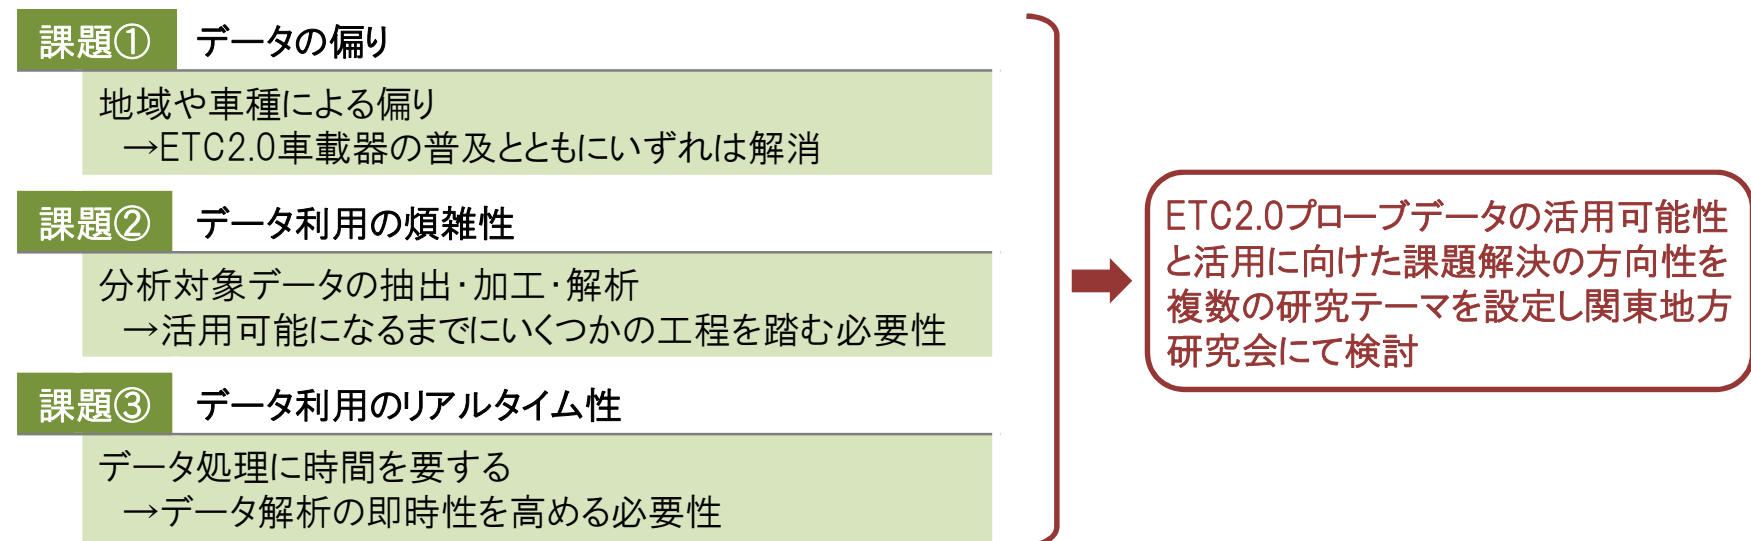 課題① データの偏り
地域や車種による偏り
→ETC2.0車載器の普及とともにいずれは解消
課題② データ利用の煩雑性
分析対象データの抽出・加工・解析
→活用可能になるまでにいくつかの工程を踏む必要性
課題③ データ利用のリアルタイム性
データ処理に時間を要する
→データ解析の即時性を高める必要性
ETC2.0プローブデータの活用可能性
と活用に向けた課題解決の方向性を
複数の研究テーマを設定し関東地方
研究会にて検討